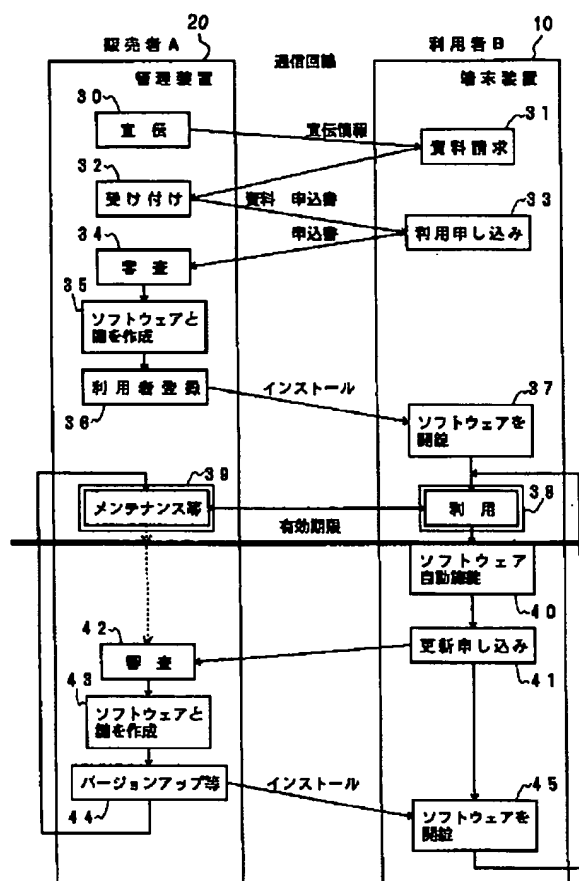 販売者A
20
通信回線
利用者B
10
管理装置
端末装置
30
宣伝
宣伝情報
31
資料請求
32
受け付け
資料 申込書
33
利用申し込み
34
審査
申込書
35
ソフトウェアと
鍵を作成
利用者登録
36
インストール
37
ソフトウェアを
開錠
39
メンテナンス等
有効期限
利用
38
ソフトウェア
自動施錠
40
42
審査
更新申し込み
41
43
ソフトウェアと
鍵を作成
バージョンアップ等
44
インストール
45
ソフトウェアを
開錠